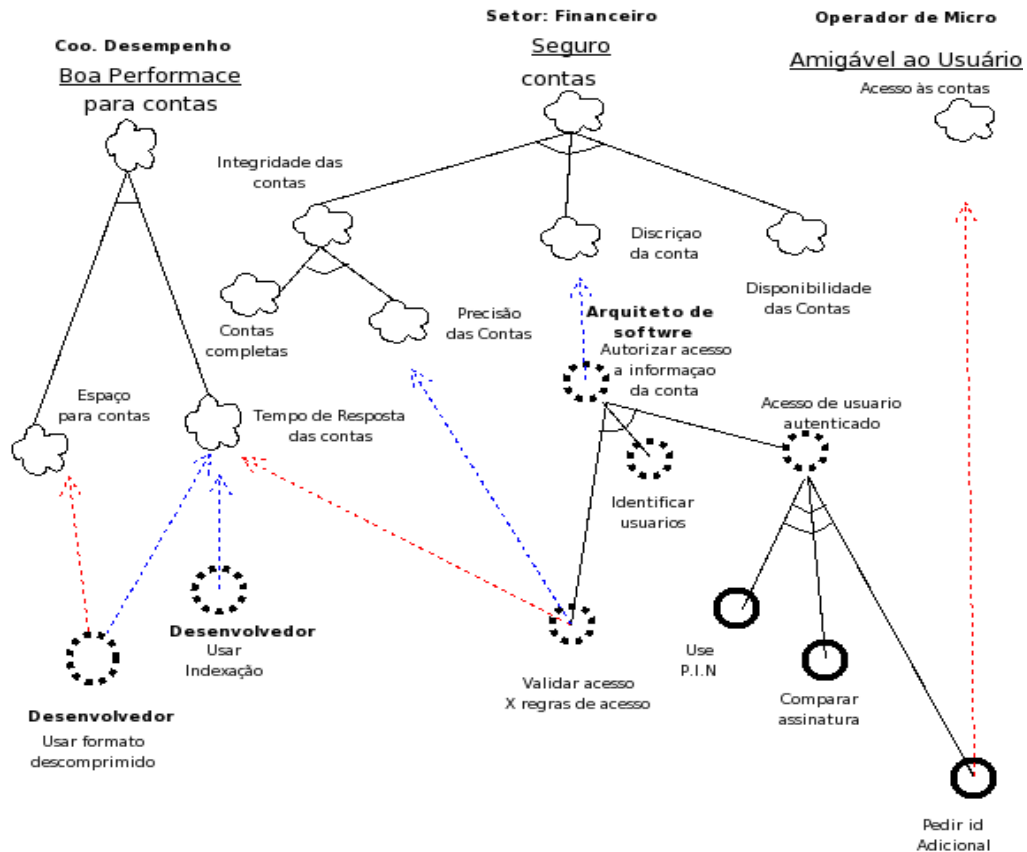 Coo. Desempenho
Boa Performace
para contas
Setor: Financeiro
Seguro
contas
Operador de Micro
Amigável ao Usuário
Acesso às contas
Integridade das
contas
Discriçao
da conta
Disponibilidade
das Contas
Contas
completas
Precisão
das Contas
Arquiteto de
softwre
Autorizar acesso
a informaçao
da conta
Espaço
para contas
Tempo de Resposta
das contas
Acesso de usuario
autenticado
Identificar
usuarios
Desenvolvedor
Usar
Indexação
Desenvolvedor
Usar formato
descomprimido
Validar acesso
X regras de acesso
Use
P.I.N
Comparar
assinatura
Pedir id
Adicional